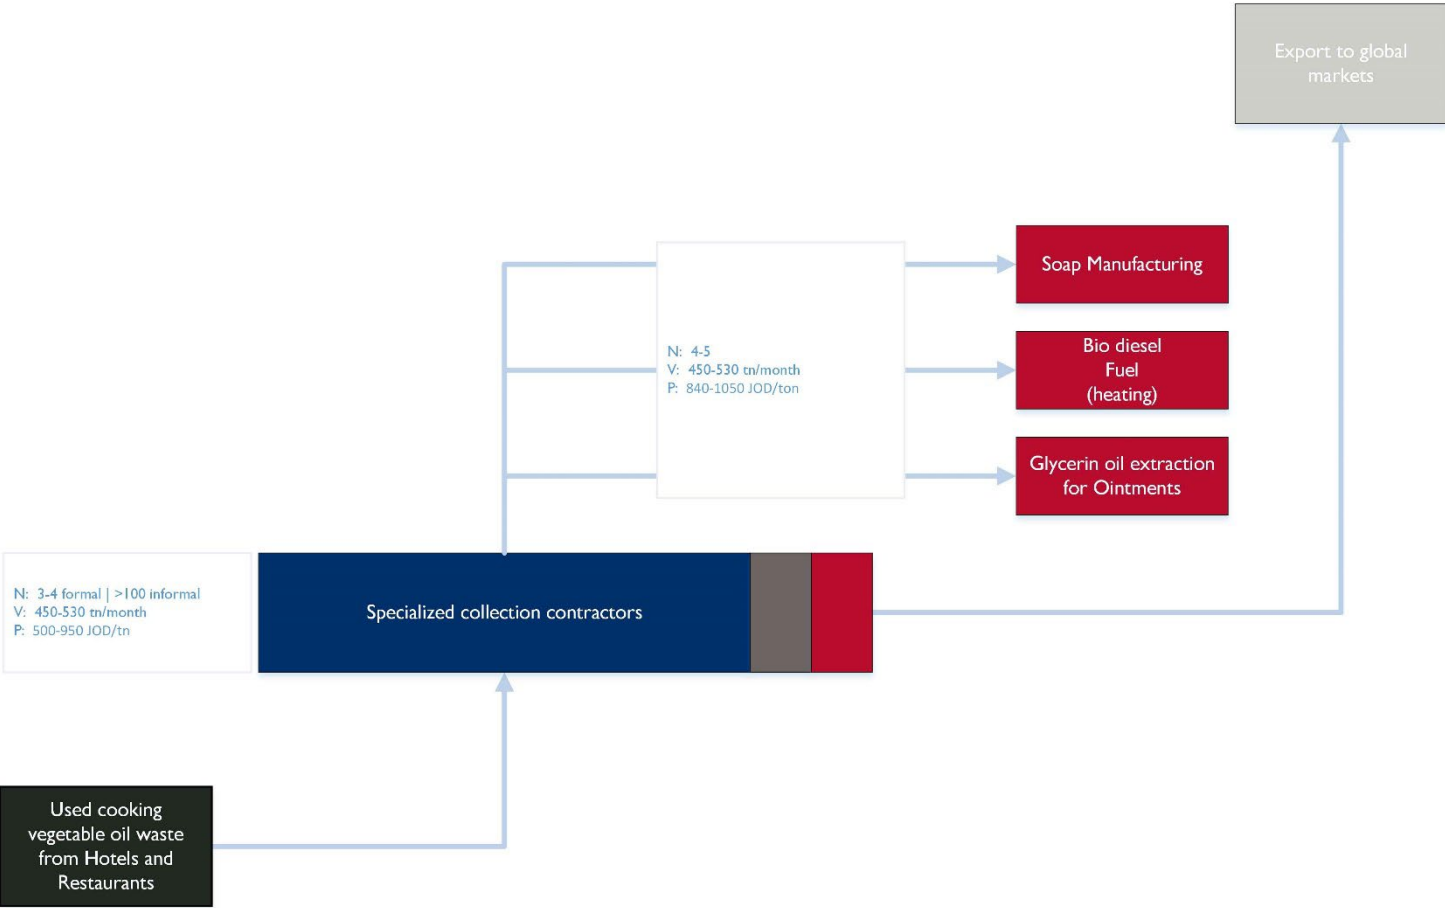 Export to global
markets
Soap Manufacturing
N: 4-5
V: 450-530 tn/month
P: 840-1050 JOD/ton
Bio diesel
Fuel
(heating)
Glycerin oil extraction
for Ointments
N: 3-4 formal | >100 informal
V: 450-530 tn/month
P: 500-950 JOD/tn
Specialized collection contractors
Used cooking
vegetable oil waste
from Hotels and
Restaurants